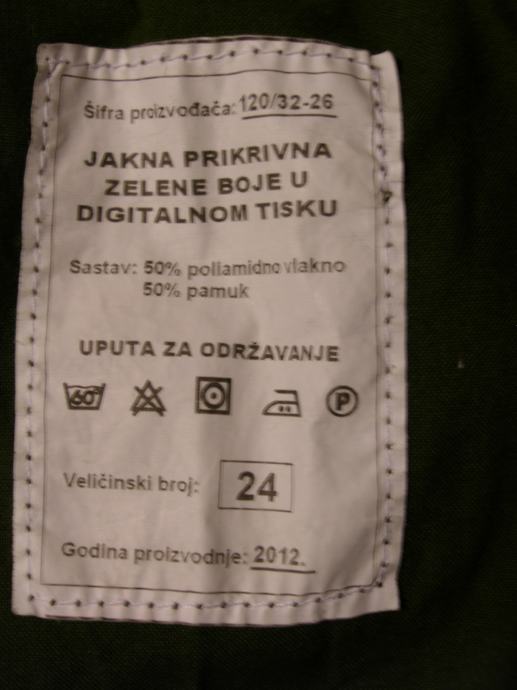 Šifra proizvođača: 120/32-26
JAKNA PRIKRIVNA
ZELENE BOJE U
DIGITALNOM TISKU
Sastav: 50% poliamidno vlakno
50% pamuk
UPUTA ZA ODRŽAVANJE
60° P
Veličinski broj: 24
Godina proizvodnje: 2012.